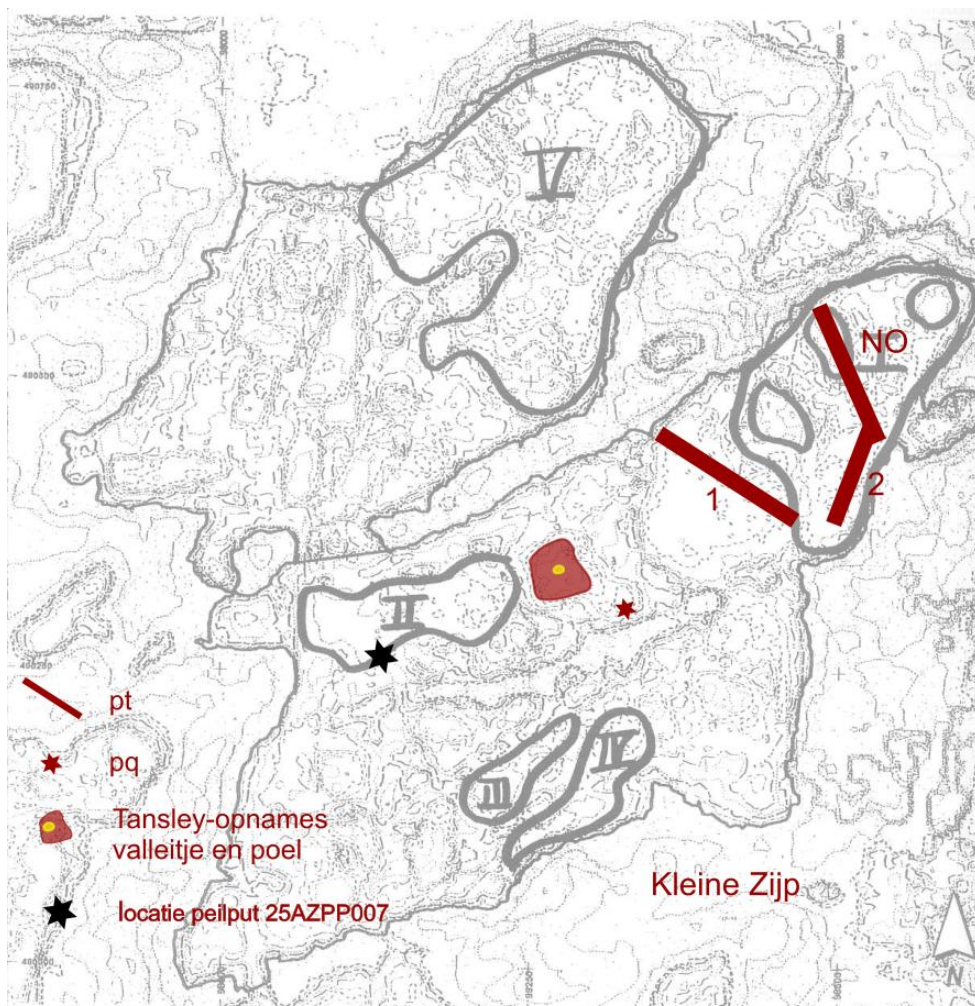 V
NO
1
2
II
III
IV
pt
pq
Tansley-opnames
valleitje en poel
locatie peilput 25AZPP007
Kleine Zijp
N